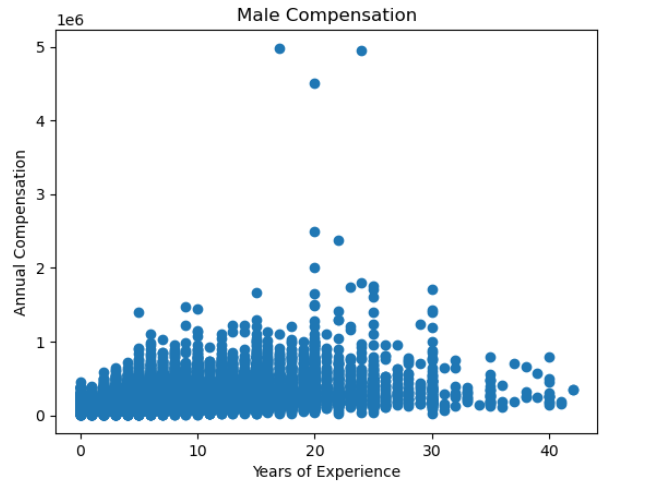 Male Compensation
1e6
5
4
3
2
1
0
Annual Compensation
0 10 20 30 40
Years of Experience